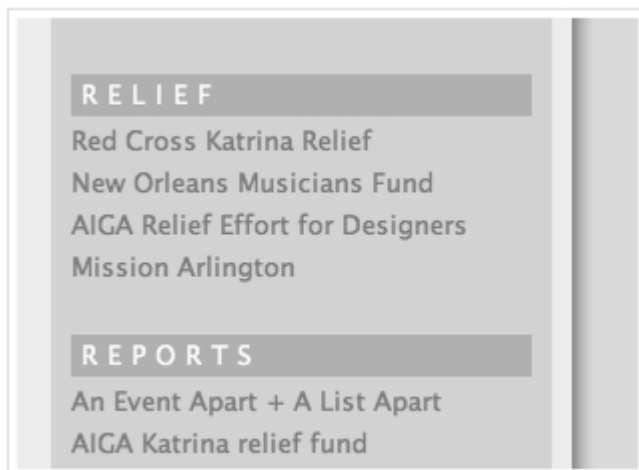 RELIEF
Red Cross Katrina Relief
New Orleans Musicians Fund
AIGA Relief Effort for Designers
Mission Arlington
REPORTS
An Event Apart + A List Apart
AIGA Katrina relief fund